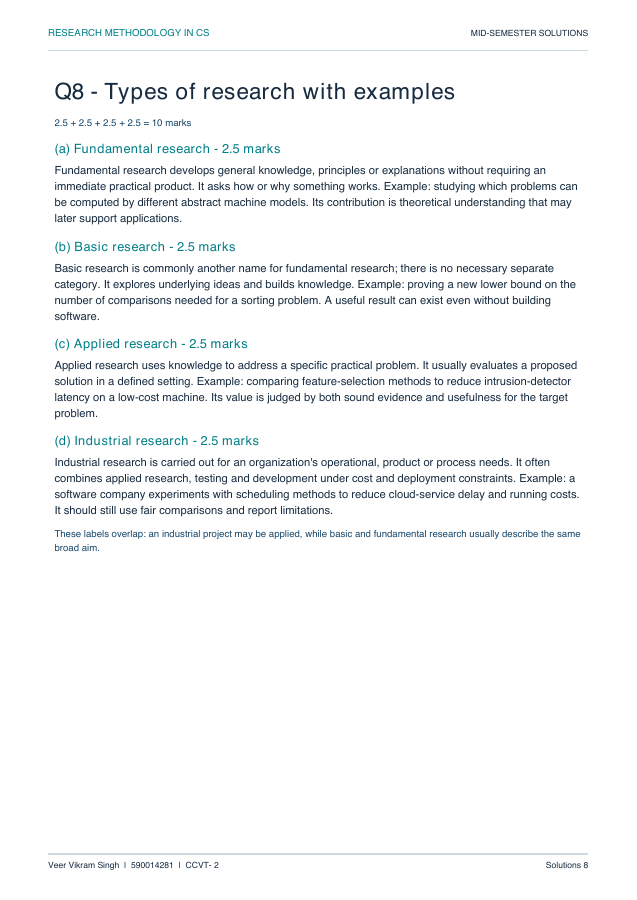 RESEARCH METHODOLOGY IN CS
MID-SEMESTER SOLUTIONS
Q8 - Types of research with examples
2.5 + 2.5 + 2.5 + 2.5 = 10 marks
(a) Fundamental research - 2.5 marks
Fundamental research develops general knowledge, principles or explanations without requiring an
immediate practical product. It asks how or why something works. Example: studying which problems can
be computed by different abstract machine models. Its contribution is theoretical understanding that may
later support applications.
(b) Basic research - 2.5 marks
Basic research is commonly another name for fundamental research; there is no necessary separate
category. It explores underlying ideas and builds knowledge. Example: proving a new lower bound on the
number of comparisons needed for a sorting problem. A useful result can exist even without building
software.
(c) Applied research - 2.5 marks
Applied research uses knowledge to address a specific practical problem. It usually evaluates a proposed
solution in a defined setting. Example: comparing feature-selection methods to reduce intrusion-detector
latency on a low-cost machine. Its value is judged by both sound evidence and usefulness for the target
problem.
(d) Industrial research - 2.5 marks
Industrial research is carried out for an organization's operational, product or process needs. It often
combines applied research, testing and development under cost and deployment constraints. Example: a
software company experiments with scheduling methods to reduce cloud-service delay and running costs.
It should still use fair comparisons and report limitations.
These labels overlap: an industrial project may be applied, while basic and fundamental research usually describe the same
broad aim.
Veer Vikram Singh | 590014281 | CCVT- 2
Solutions 8